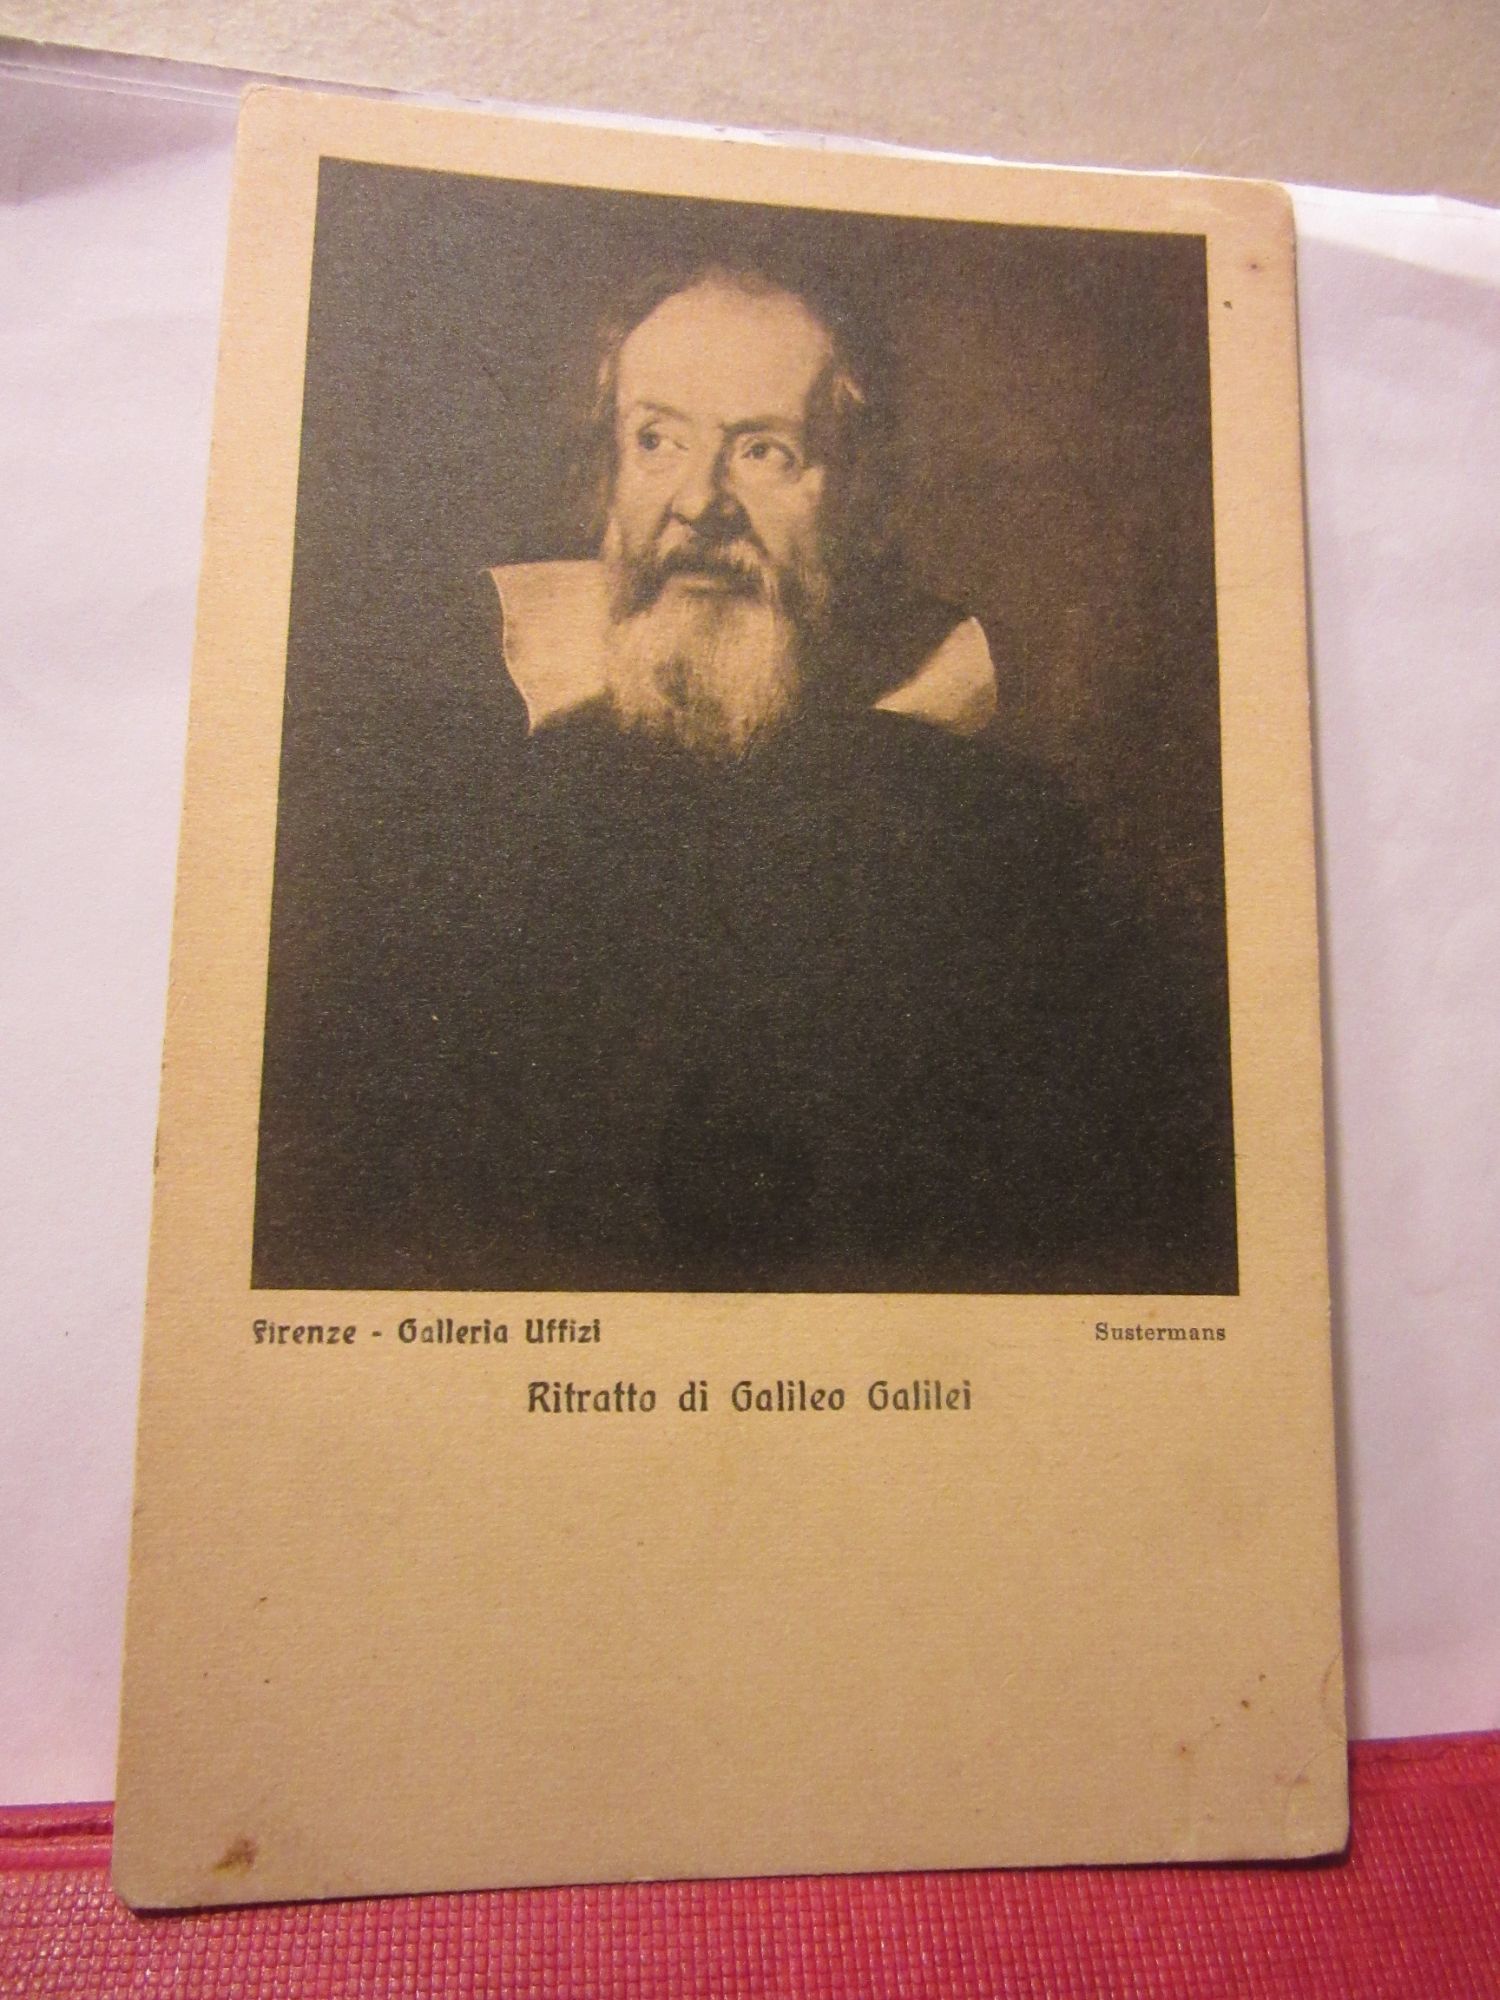 Firenze - Galleria Uffizi
Sustermans
Ritratto di Galileo Galilei